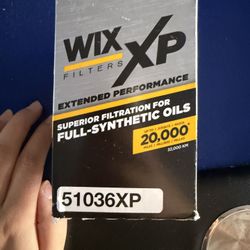 WIX XP
FILTERS
EXTENDED PERFORMANCE
SUPERIOR FILTRATION FOR
FULL-SYNTHETIC OILS
20,000
32,000 KM
51036XP